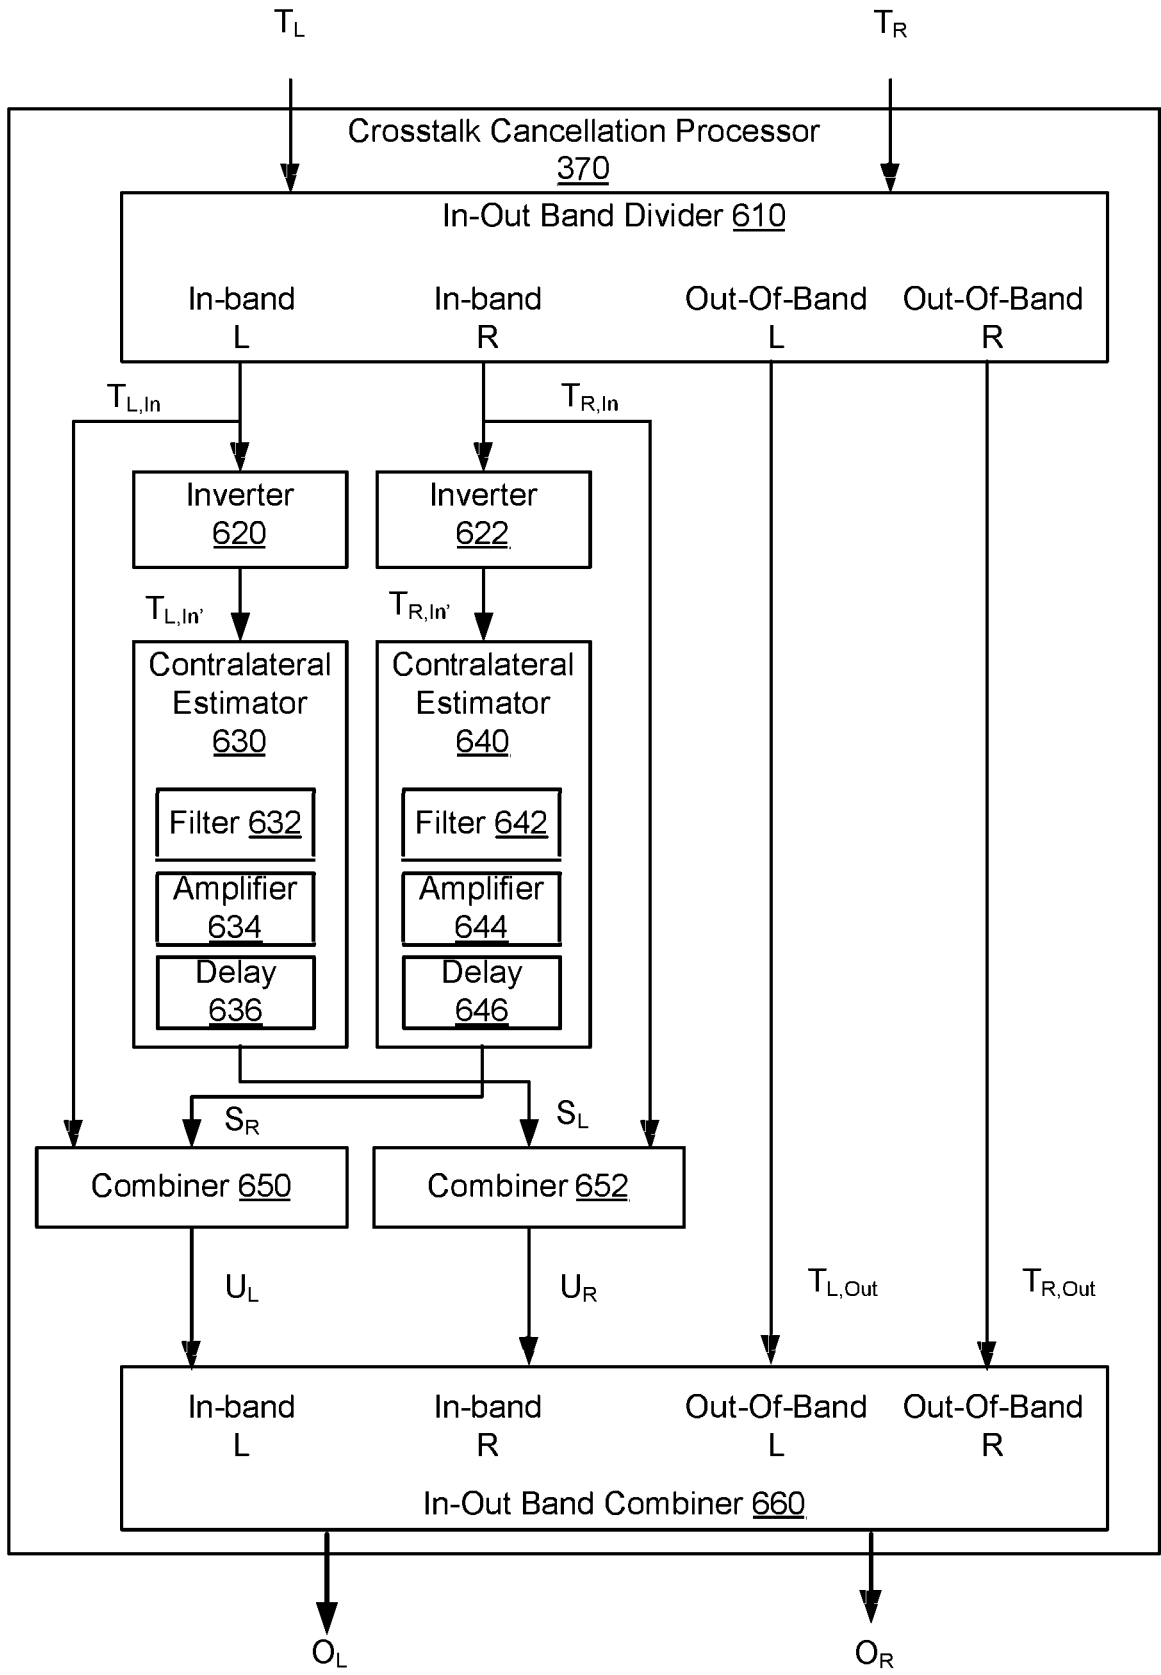 T_L T_R
Crosstalk Cancellation Processor
370
In-Out Band Divider 610
In-band In-band Out-Of-Band Out-Of-Band
L R L R
T_L,In T_R,In
Inverter Inverter
620 622
T_L,In' T_R,In'
Contralateral Contralateral
Estimator Estimator
630 640
Filter 632 Filter 642
Amplifier Amplifier
634 644
Delay Delay
636 646
S_R S_L
Combiner 650 Combiner 652
U_L U_R T_L,Out T_R,Out
In-band In-band Out-Of-Band Out-Of-Band
L R L R
In-Out Band Combiner 660
O_L O_R